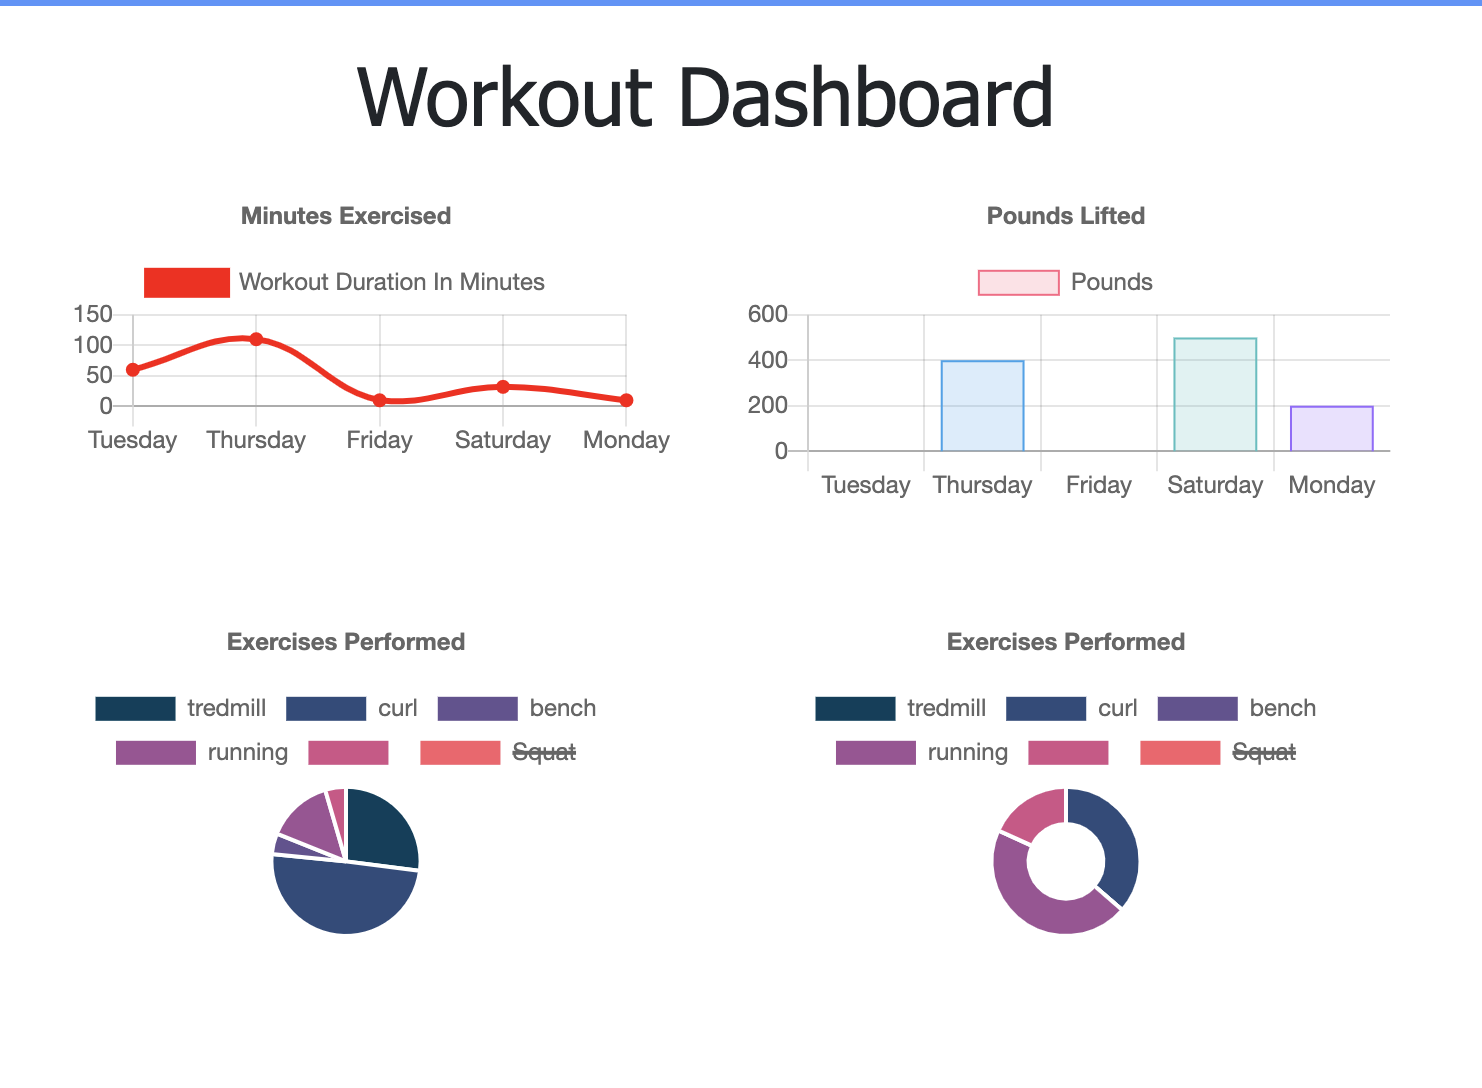 Workout Dashboard
Minutes Exercised
Workout Duration In Minutes
150
100
50
0
Tuesday Thursday Friday Saturday Monday
Pounds Lifted
Pounds
600
400
200
0
Tuesday Thursday Friday Saturday Monday
Exercises Performed
tredmill curl bench
running Squat
Exercises Performed
tredmill curl bench
running Squat